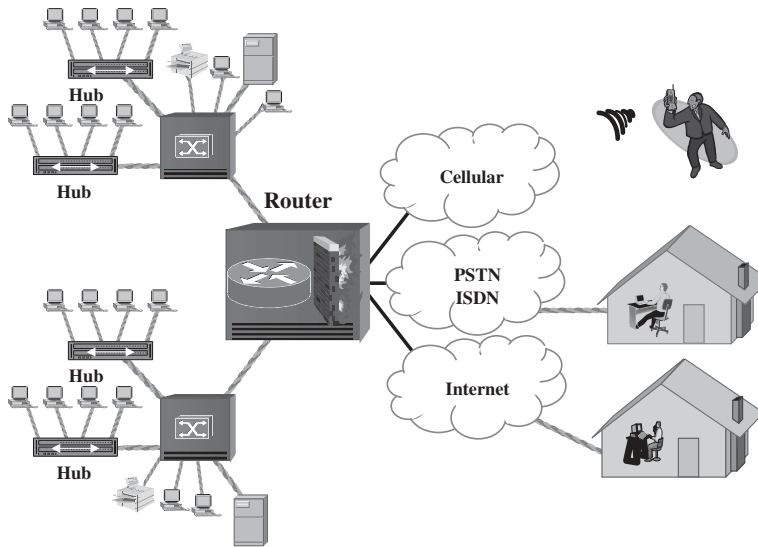 Hub
Hub
Router
Cellular
PSTN
ISDN
Hub
Internet
Hub